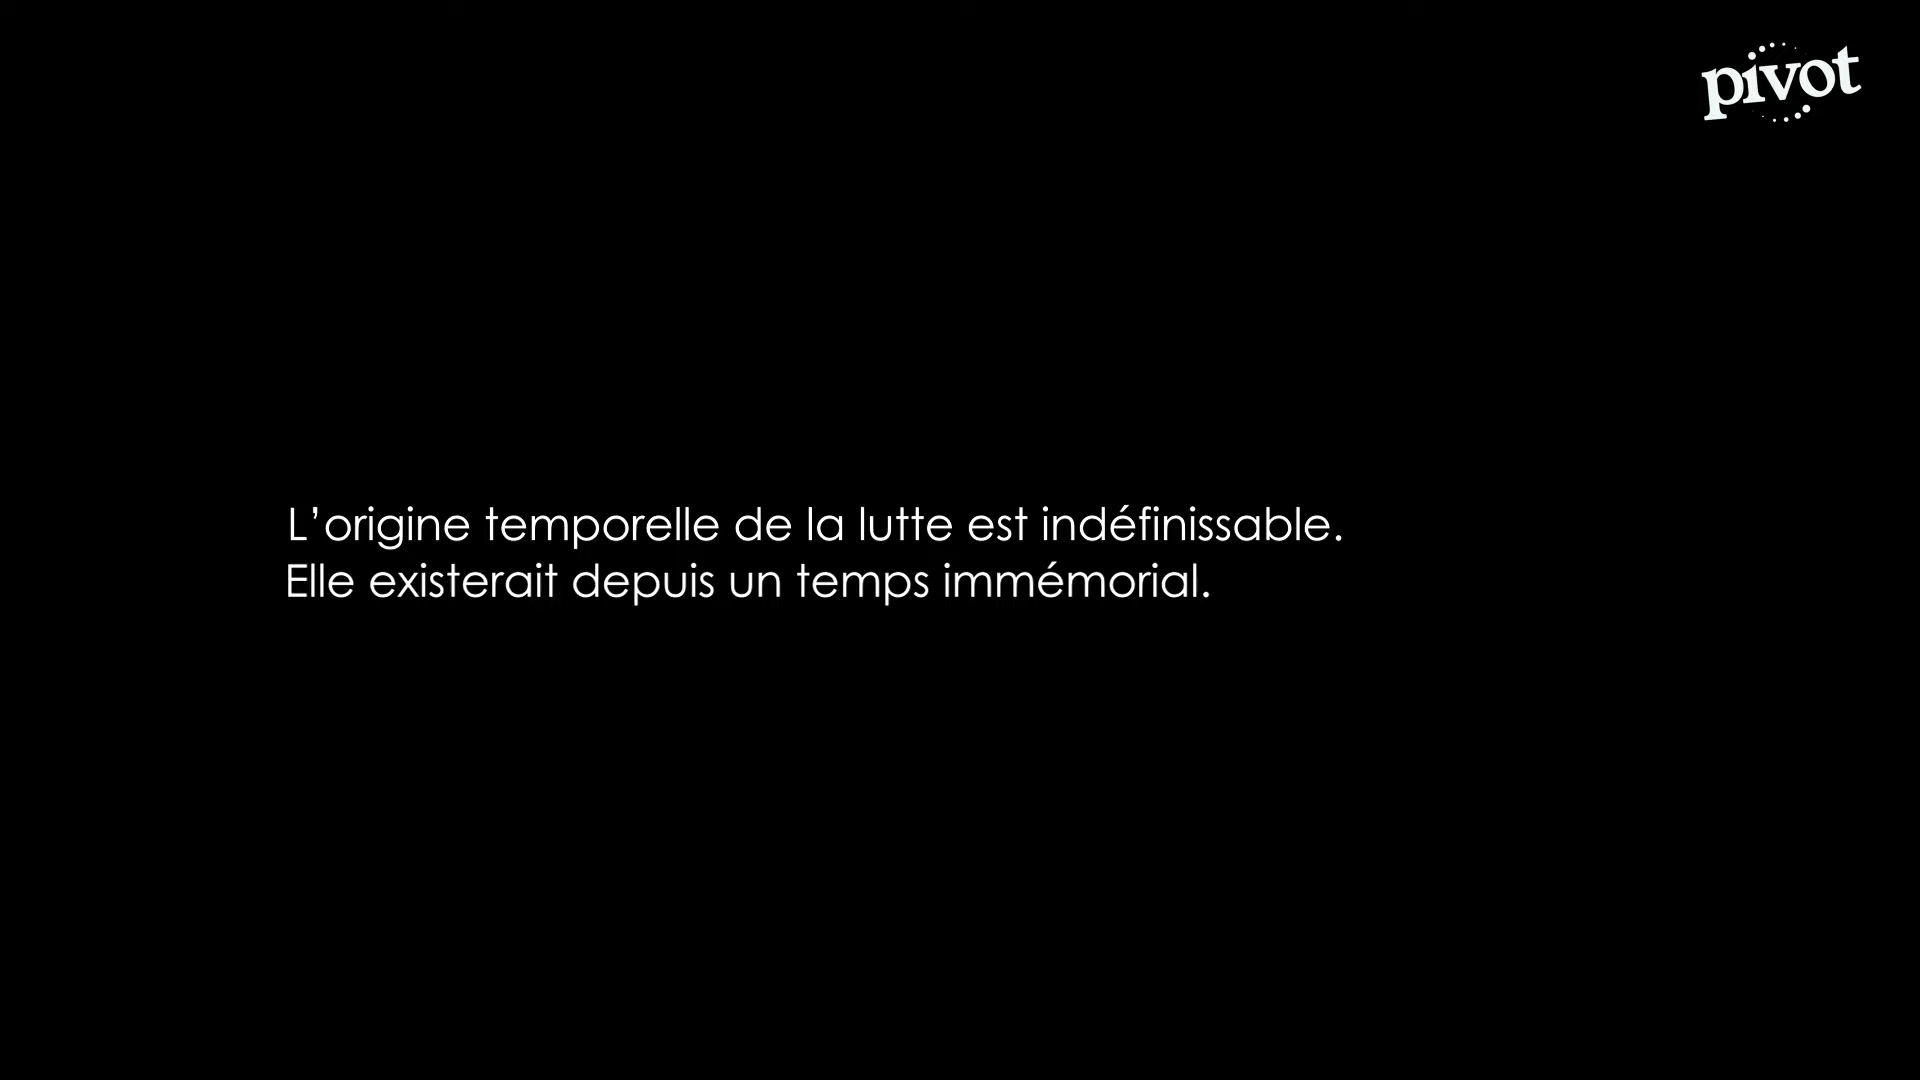 pivot
L’origine temporelle de la lutte est indéfinissable.
Elle existerait depuis un temps immémorial.